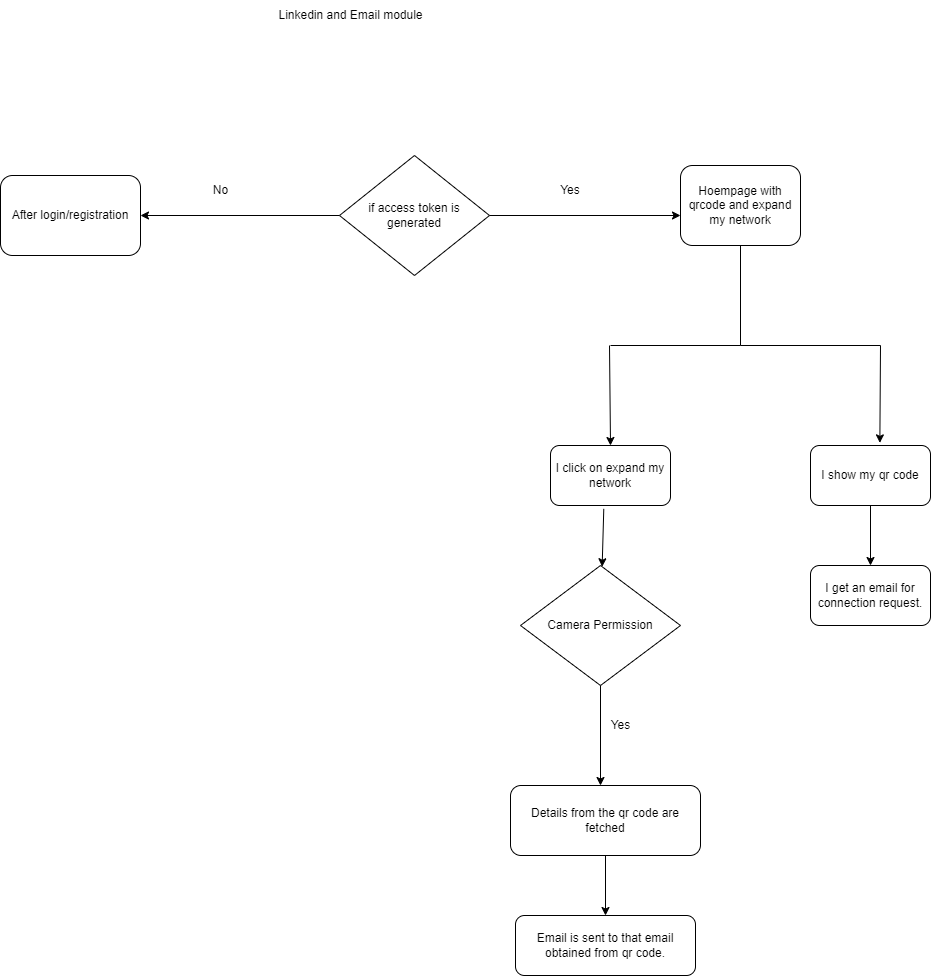 Linkedin and Email module
No
Yes
After login/registration
if access token is
generated
Hoempage with
qrcode and expand
my network
I click on expand my
network
I show my qr code
Camera Permission
I get an email for
connection request.
Yes
Details from the qr code are
fetched
Email is sent to that email
obtained from qr code.